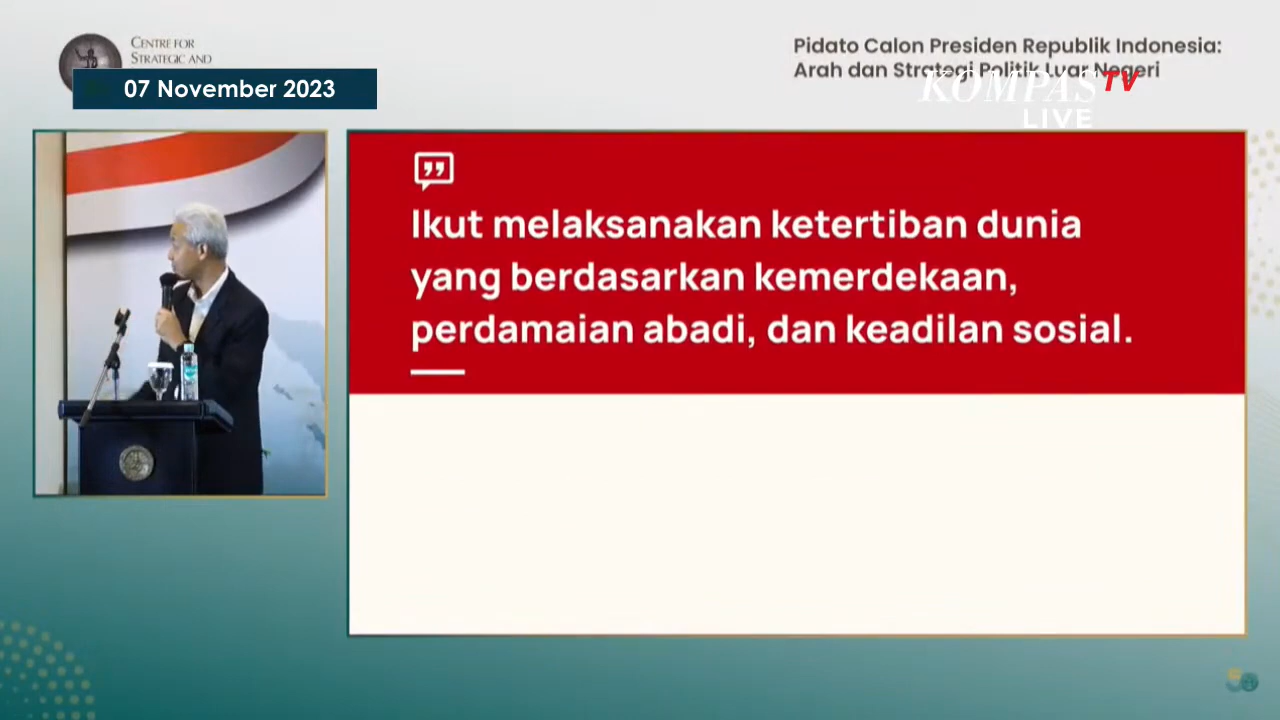 CENTRE FOR
STRATEGIC AND
07 November 2023
Pidato Calon Presiden Republik Indonesia:
Arah dan Strategi Politik Luar Negeri
KOMPAS TV
LIVE
Ikut melaksanakan ketertiban dunia
yang berdasarkan kemerdekaan,
perdamaian abadi, dan keadilan sosial.